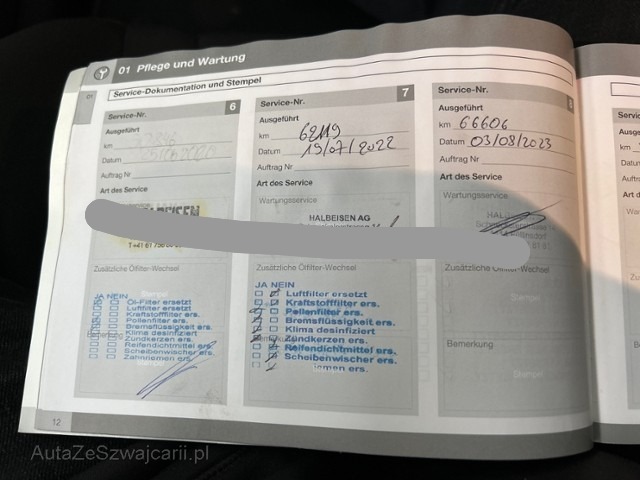 01 Pflege und Wartung
Service-Dokumentation und Stempel
Service-Nr. 6
Ausgeführt
km
Datum
Auftrag Nr
Art des Service
T +41 61
Zusätzliche Ölfilter-Wechsel
JA NEIN
Öl-Filter ersetzt
Luftfilter ersetzt
Kraftstofffilter ers.
Pollenfilter ers.
Bremsflüssigkeit ers.
Klima desinfiziert
Zündkerzen ers.
Reifendichtmittel ers.
Scheibenwischer ers.
Zahnriemen ers.
Service-Nr. 7
Ausgeführt
km 62119
Datum 19/07/2022
Auftrag Nr
Art des Service
Wartungsservice
HALBEISEN AG
Zusätzliche Ölfilter-Wechsel
JA NEIN
Luftfilter ersetzt
Kraftstofffilter ers.
Pollenfilter ers.
Bremsflüssigkeit ers.
Klima desinfiziert
Zündkerzen ers.
Reifendichtmittel ers.
Scheibenwischer ers.
Service-Nr. 8
Ausgeführt
km 66606
Datum 03/08/2023
Auftrag Nr
Art des Service
Wartungsservice
Zusätzliche Ölfilter-Wechsel
Bemerkung
12
AutaZeSzwajcarii.pl